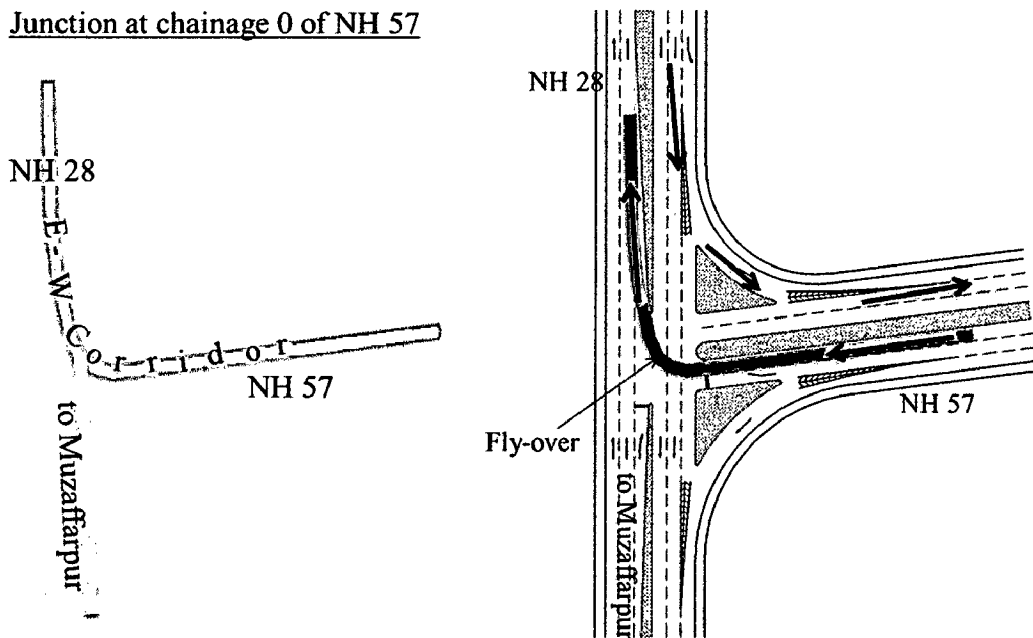 Junction at chainage 0 of NH 57
NH 28
E-W Corridor
NH 57
to Muzaffarpur
NH 28
NH 57
Fly-over
to Muzaffarpur